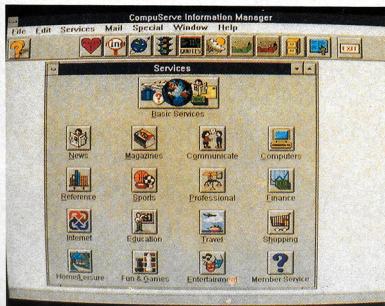 CompuServe Information Manager
File Edit Services Mail Special Window Help
QUOTES
EXIT
Services
Basic Services
News Magazines Communicate Computers
Reference Sports Professional Finance
Internet Education Travel Shopping
Home/Leisure Fun & Games Entertainment Member Service